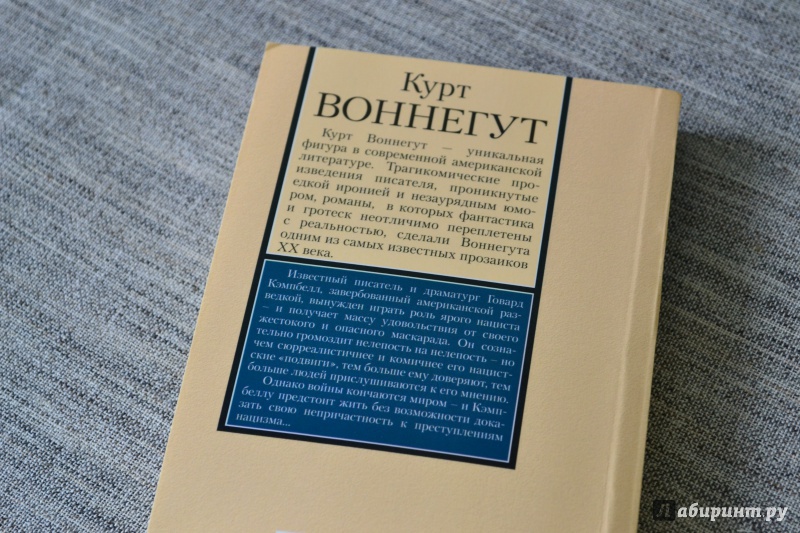 Курт
ВОННЕГУТ
Курт Воннегут – уникальная
фигура в современной американской
литературе. Трагикомические про-
изведения писателя, проникнутые
едкой иронией и незаурядным юмо-
ром, романы, в которых фантастика
и гротеск неотличимо переплетены
с реальностью, сделали Воннегута
одним из самых известных прозаиков
XX века.
Известный писатель и драматург Говард
Кэмпбелл, завербованный американской раз-
ведкой, вынужден играть роль ярого нациста
– и получает массу удовольствия от своего
жестокого и опасного маскарада. Он созна-
тельно громоздит нелепость на нелепость – но
чем сюрреалистичнее и комичнее его нацист-
ские «подвиги», тем больше ему доверяют, тем
больше людей прислушиваются к его мнению.
Однако войны кончаются миром – и Кэмп-
беллу предстоит жить без возможности дока-
зать свою непричастность к преступлениям
нацизма...
Лабиринт.ру